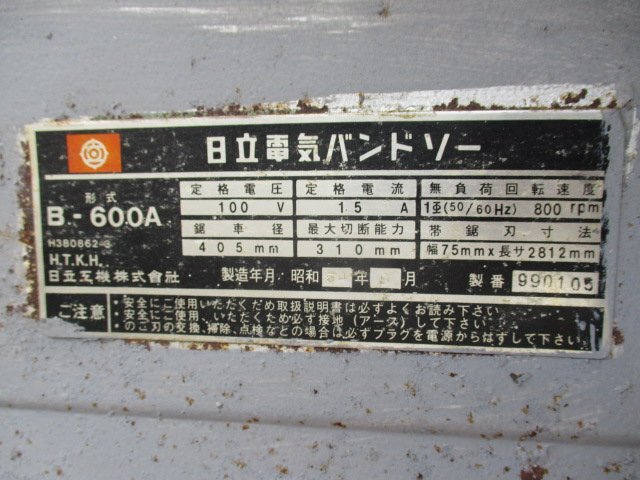 日立電気バンドソー
形式
B-600A
H380862-3
H.T.K.H.
日立工機株式會社
定格電圧 定格電流 無負荷回転速度
100 V 1.5 A 1Φ(50/60Hz) 800 rpm
鋸車径 最大切断能力 帯鋸刃寸法
405mm 310mm 幅75mm×長サ2812mm
製造年月 昭和 年 月 製番 990105
ご注意
・安全にご使用いただくため取扱説明書は必ずよくお読み下さい
・安全にご使用いただくため必ず接地(アース)して下さい
・のこ刃の交換、掃除、点検などの場合は必ずプラグを電源からはずして下さい。